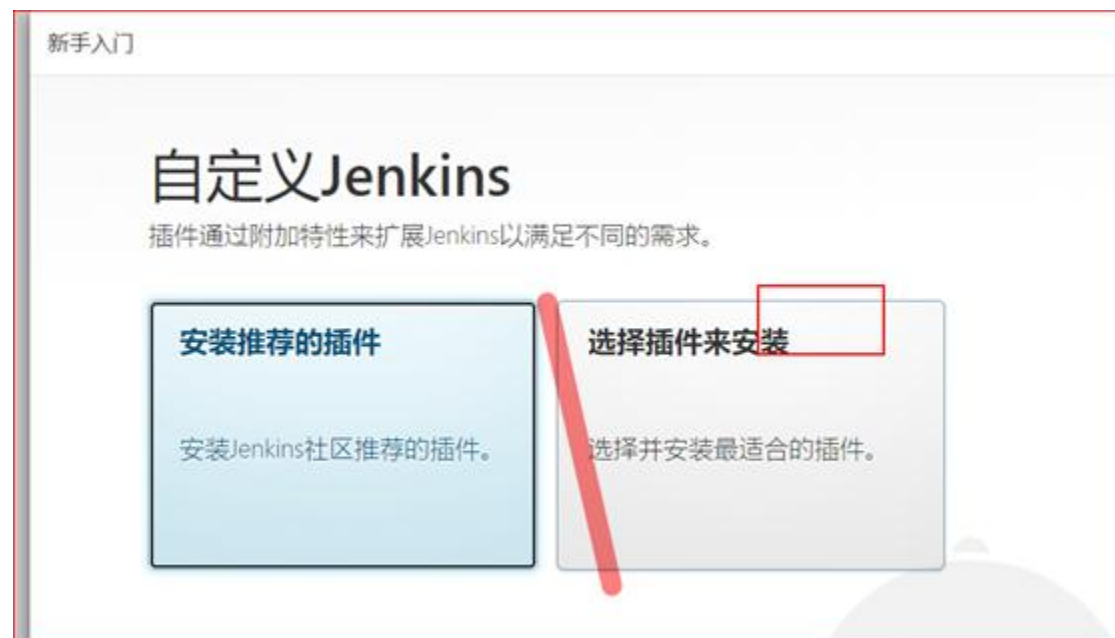 新手入门
自定义Jenkins
插件通过附加特性来扩展Jenkins以满足不同的需求。
安装推荐的插件
安装Jenkins社区推荐的插件。
选择插件来安装
选择并安装最适合的插件。